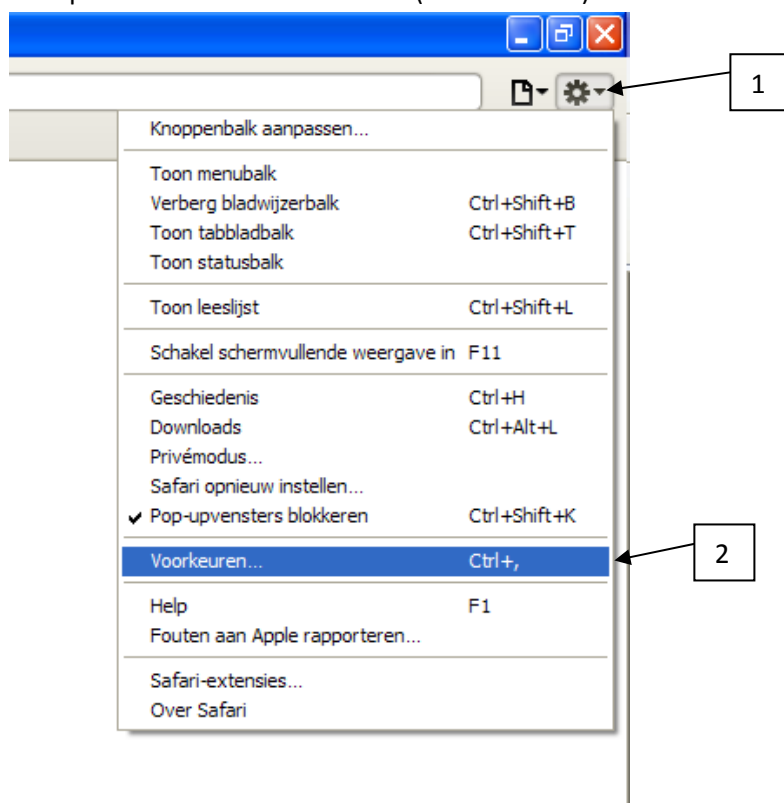 1
Knoppenbalk aanpassen...
Toon menubalk
Verberg bladwijzerbalk Ctrl+Shift+B
Toon tabbladbalk Ctrl+Shift+T
Toon statusbalk
Toon leeslijst Ctrl+Shift+L
Schakel schermvullende weergave in F11
Geschiedenis Ctrl+H
Downloads Ctrl+Alt+L
Privémodus...
Safari opnieuw instellen...
✓ Pop-upvensters blokkeren Ctrl+Shift+K
Voorkeuren... Ctrl+,
2
Help F1
Fouten aan Apple rapporteren...
Safari-extensies...
Over Safari